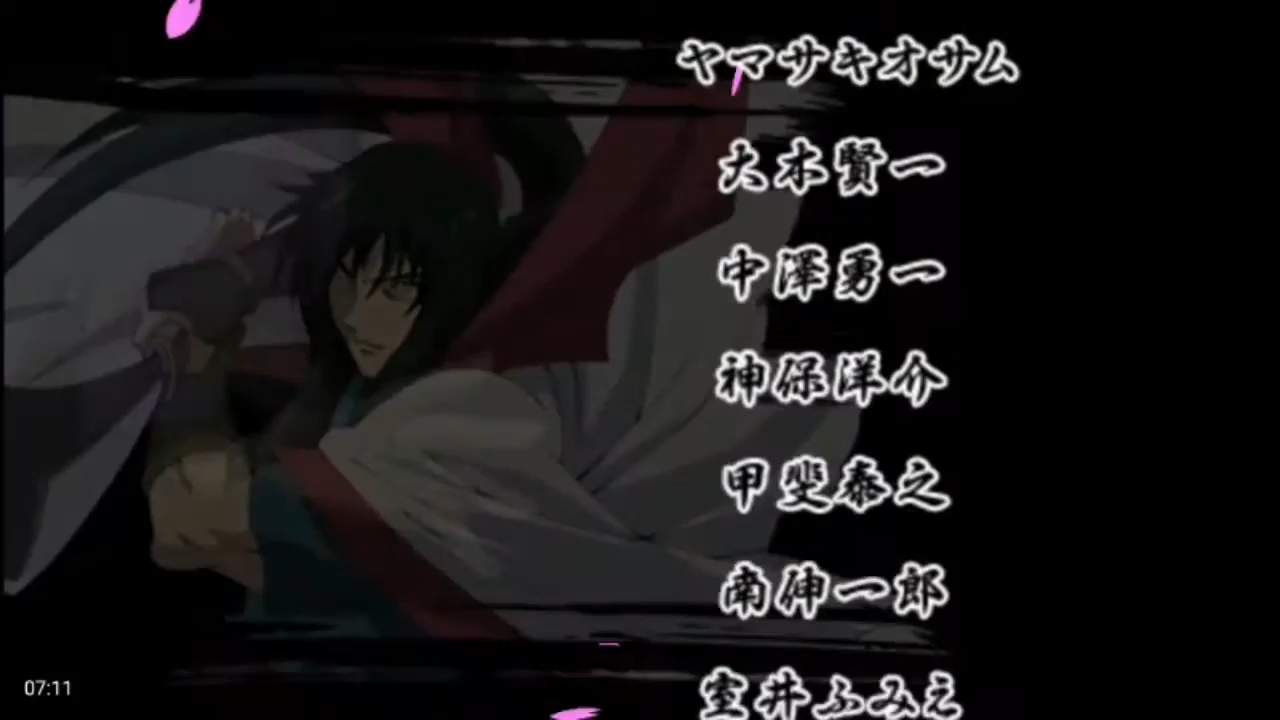 ヤマサキオサム
大木賢一
中澤勇一
神保洋介
甲斐泰之
南伸一郎
室井ふみえ
07:11